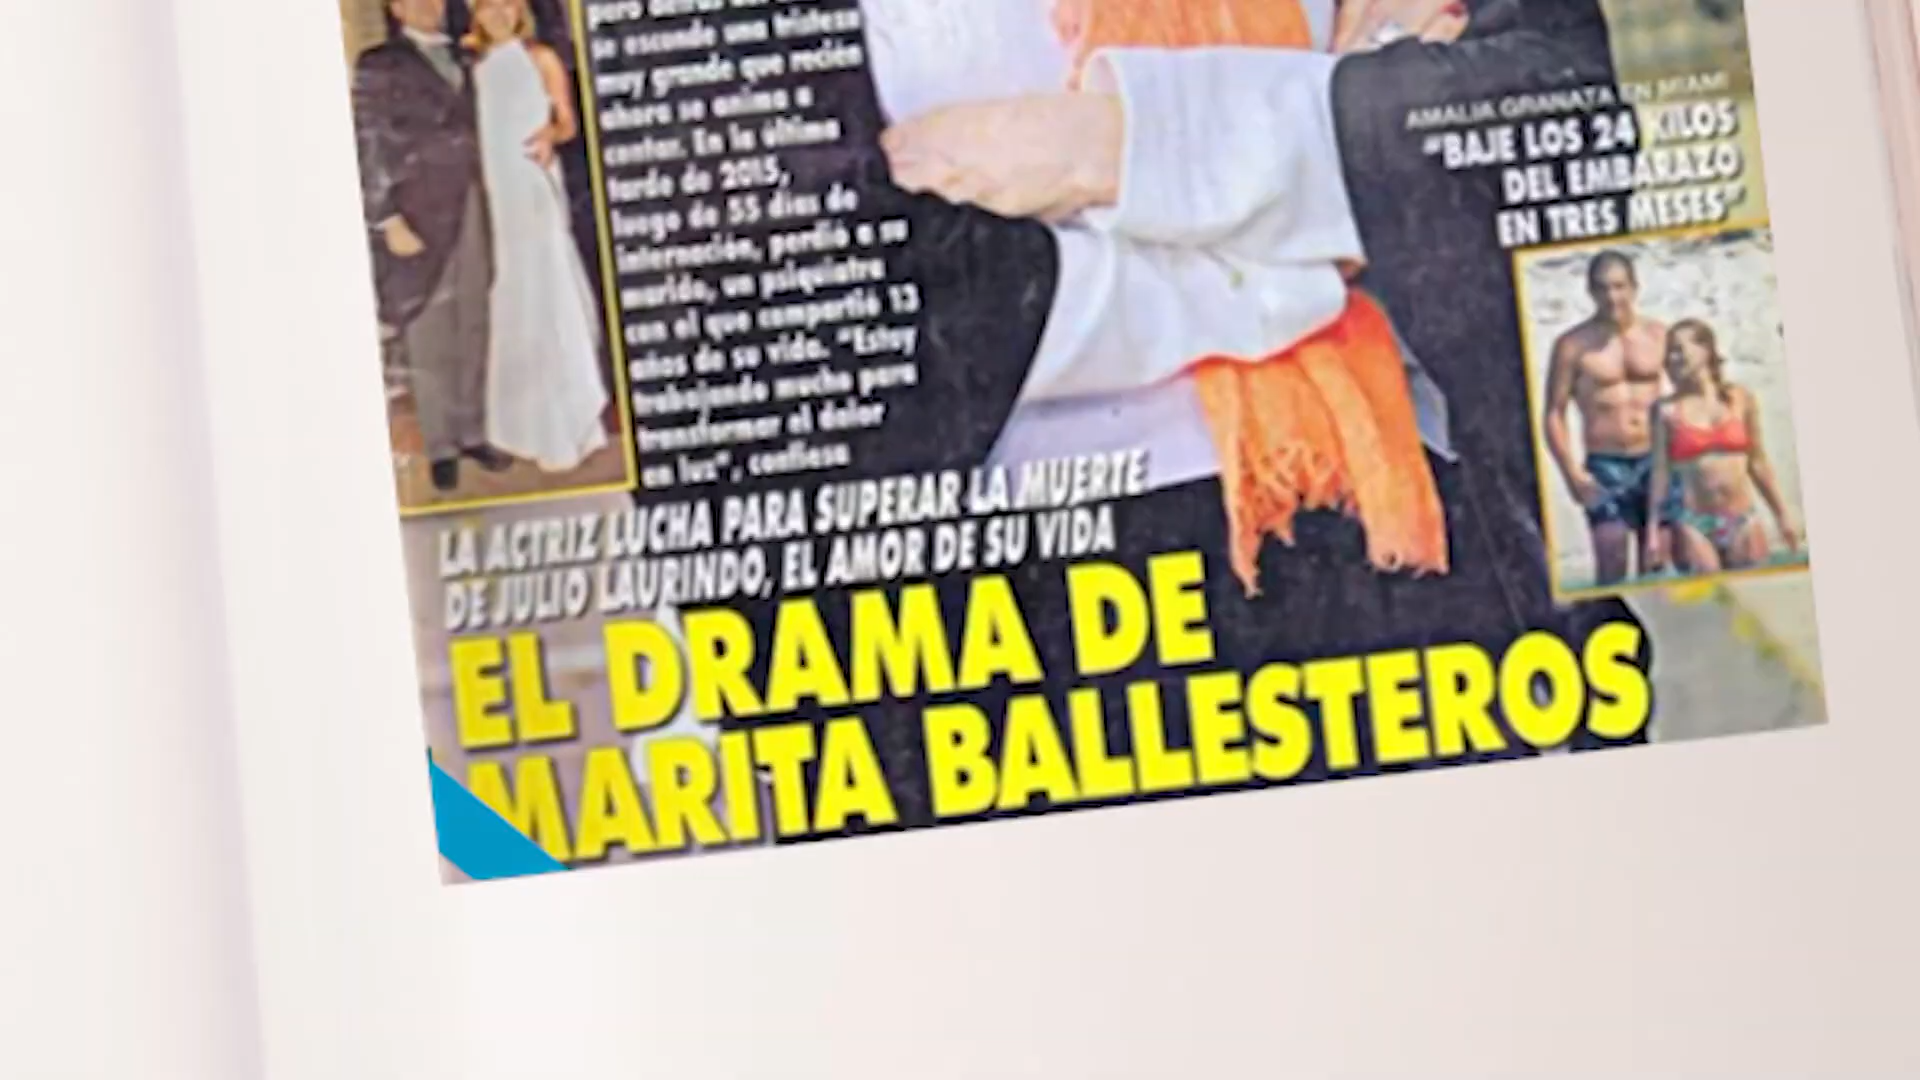 se esconde una tristeza
muy grande que recién
ahora se anima a
contar. En la última
tarde de 2015,
luego de 55 días de
internación, perdió a su
marido, un psiquiatra
con el que compartió 13
años de su vida. "Estoy
trabajando mucho para
transformar el dolor
en luz", confiesa
LA ACTRIZ LUCHA PARA SUPERAR LA MUERTE
DE JULIO LAURINDO, EL AMOR DE SU VIDA
EL DRAMA DE
MARITA BALLESTEROS
AMALIA GRANATA EN MIAMI
"BAJE LOS 24 KILOS
DEL EMBARAZO
EN TRES MESES"